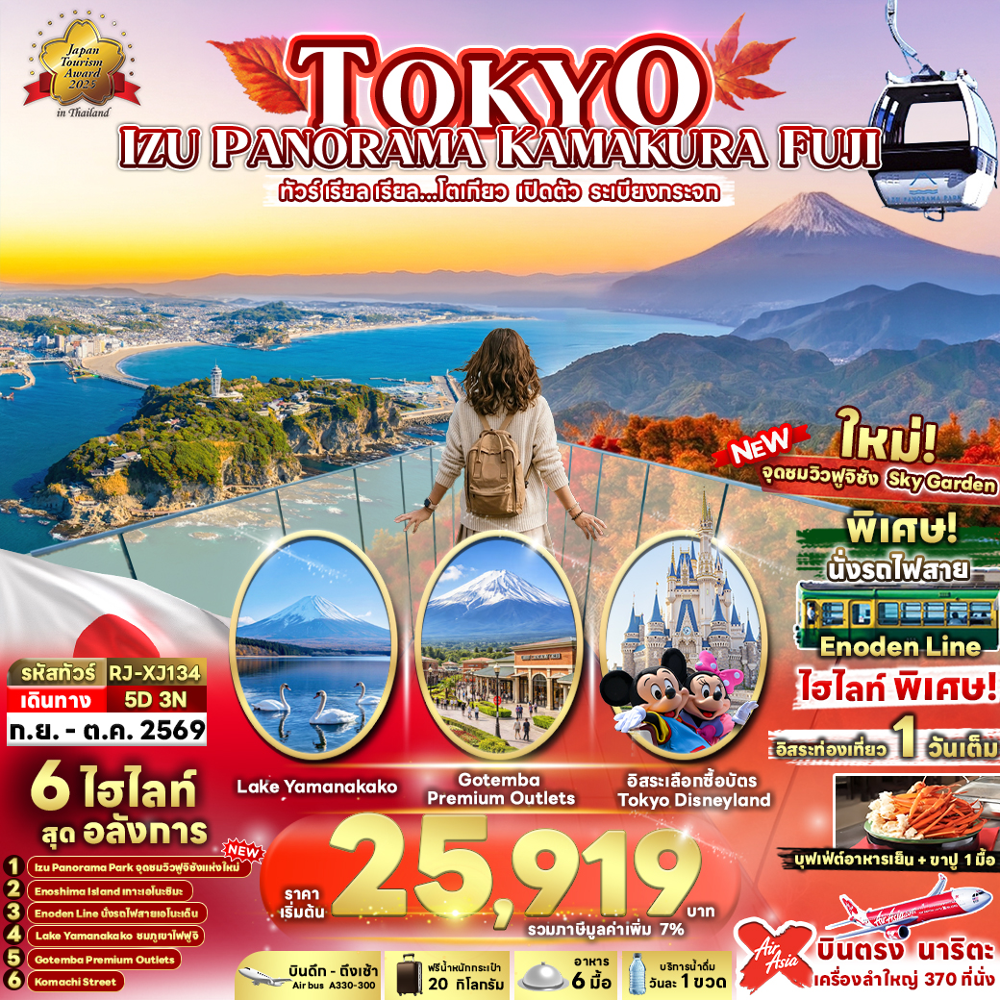 Japan
Tourism
Award
2025
in Thailand
TOKYO
IZU PANORAMA KAMAKURA FUJI
ทัวร์ เรียล เรียล...โตเกียว เปิดตัว ระเบียงกระจก
IZU PANORAMA PARK
NEW
ใหม่!
จุดชมวิวฟูจิซัง Sky Garden
พิเศษ!
นั่งรถไฟสาย
Enoden Line
ไฮไลท์ พิเศษ!
อิสระท่องเที่ยว 1 วันเต็ม
รหัสทัวร์ RJ-XJ134
เดินทาง 5D 3N
ก.ย. - ต.ค. 2569
Lake Yamanakako
Gotemba
Premium Outlets
อิสระเลือกซื้อบัตร
Tokyo Disneyland
6 ไฮไลท์
สุด อลังการ
NEW
1 Izu Panorama Park จุดชมวิวฟูจิซังแห่งใหม่
2 Enoshima Island เกาะเอโนะชิมะ
3 Enoden Line นั่งรถไฟสายเอโนะเด็น
4 Lake Yamanakako ชมภูเขาไฟฟูจิ
5 Gotemba Premium Outlets
6 Komachi Street
ราคา
เริ่มต้น
25,919
บาท
รวมภาษีมูลค่าเพิ่ม 7%
บุฟเฟ่ต์อาหารเย็น + ขาปู 1 มื้อ
Air
Asia
บินตรง นาริตะ
เครื่องลำใหญ่ 370 ที่นั่ง
บินดึก - ถึงเช้า
Air bus A330-300
ฟรีน้ำหนักกระเป๋า
20 กิโลกรัม
อาหาร
6 มื้อ
บริการน้ำดื่ม
วันละ 1 ขวด